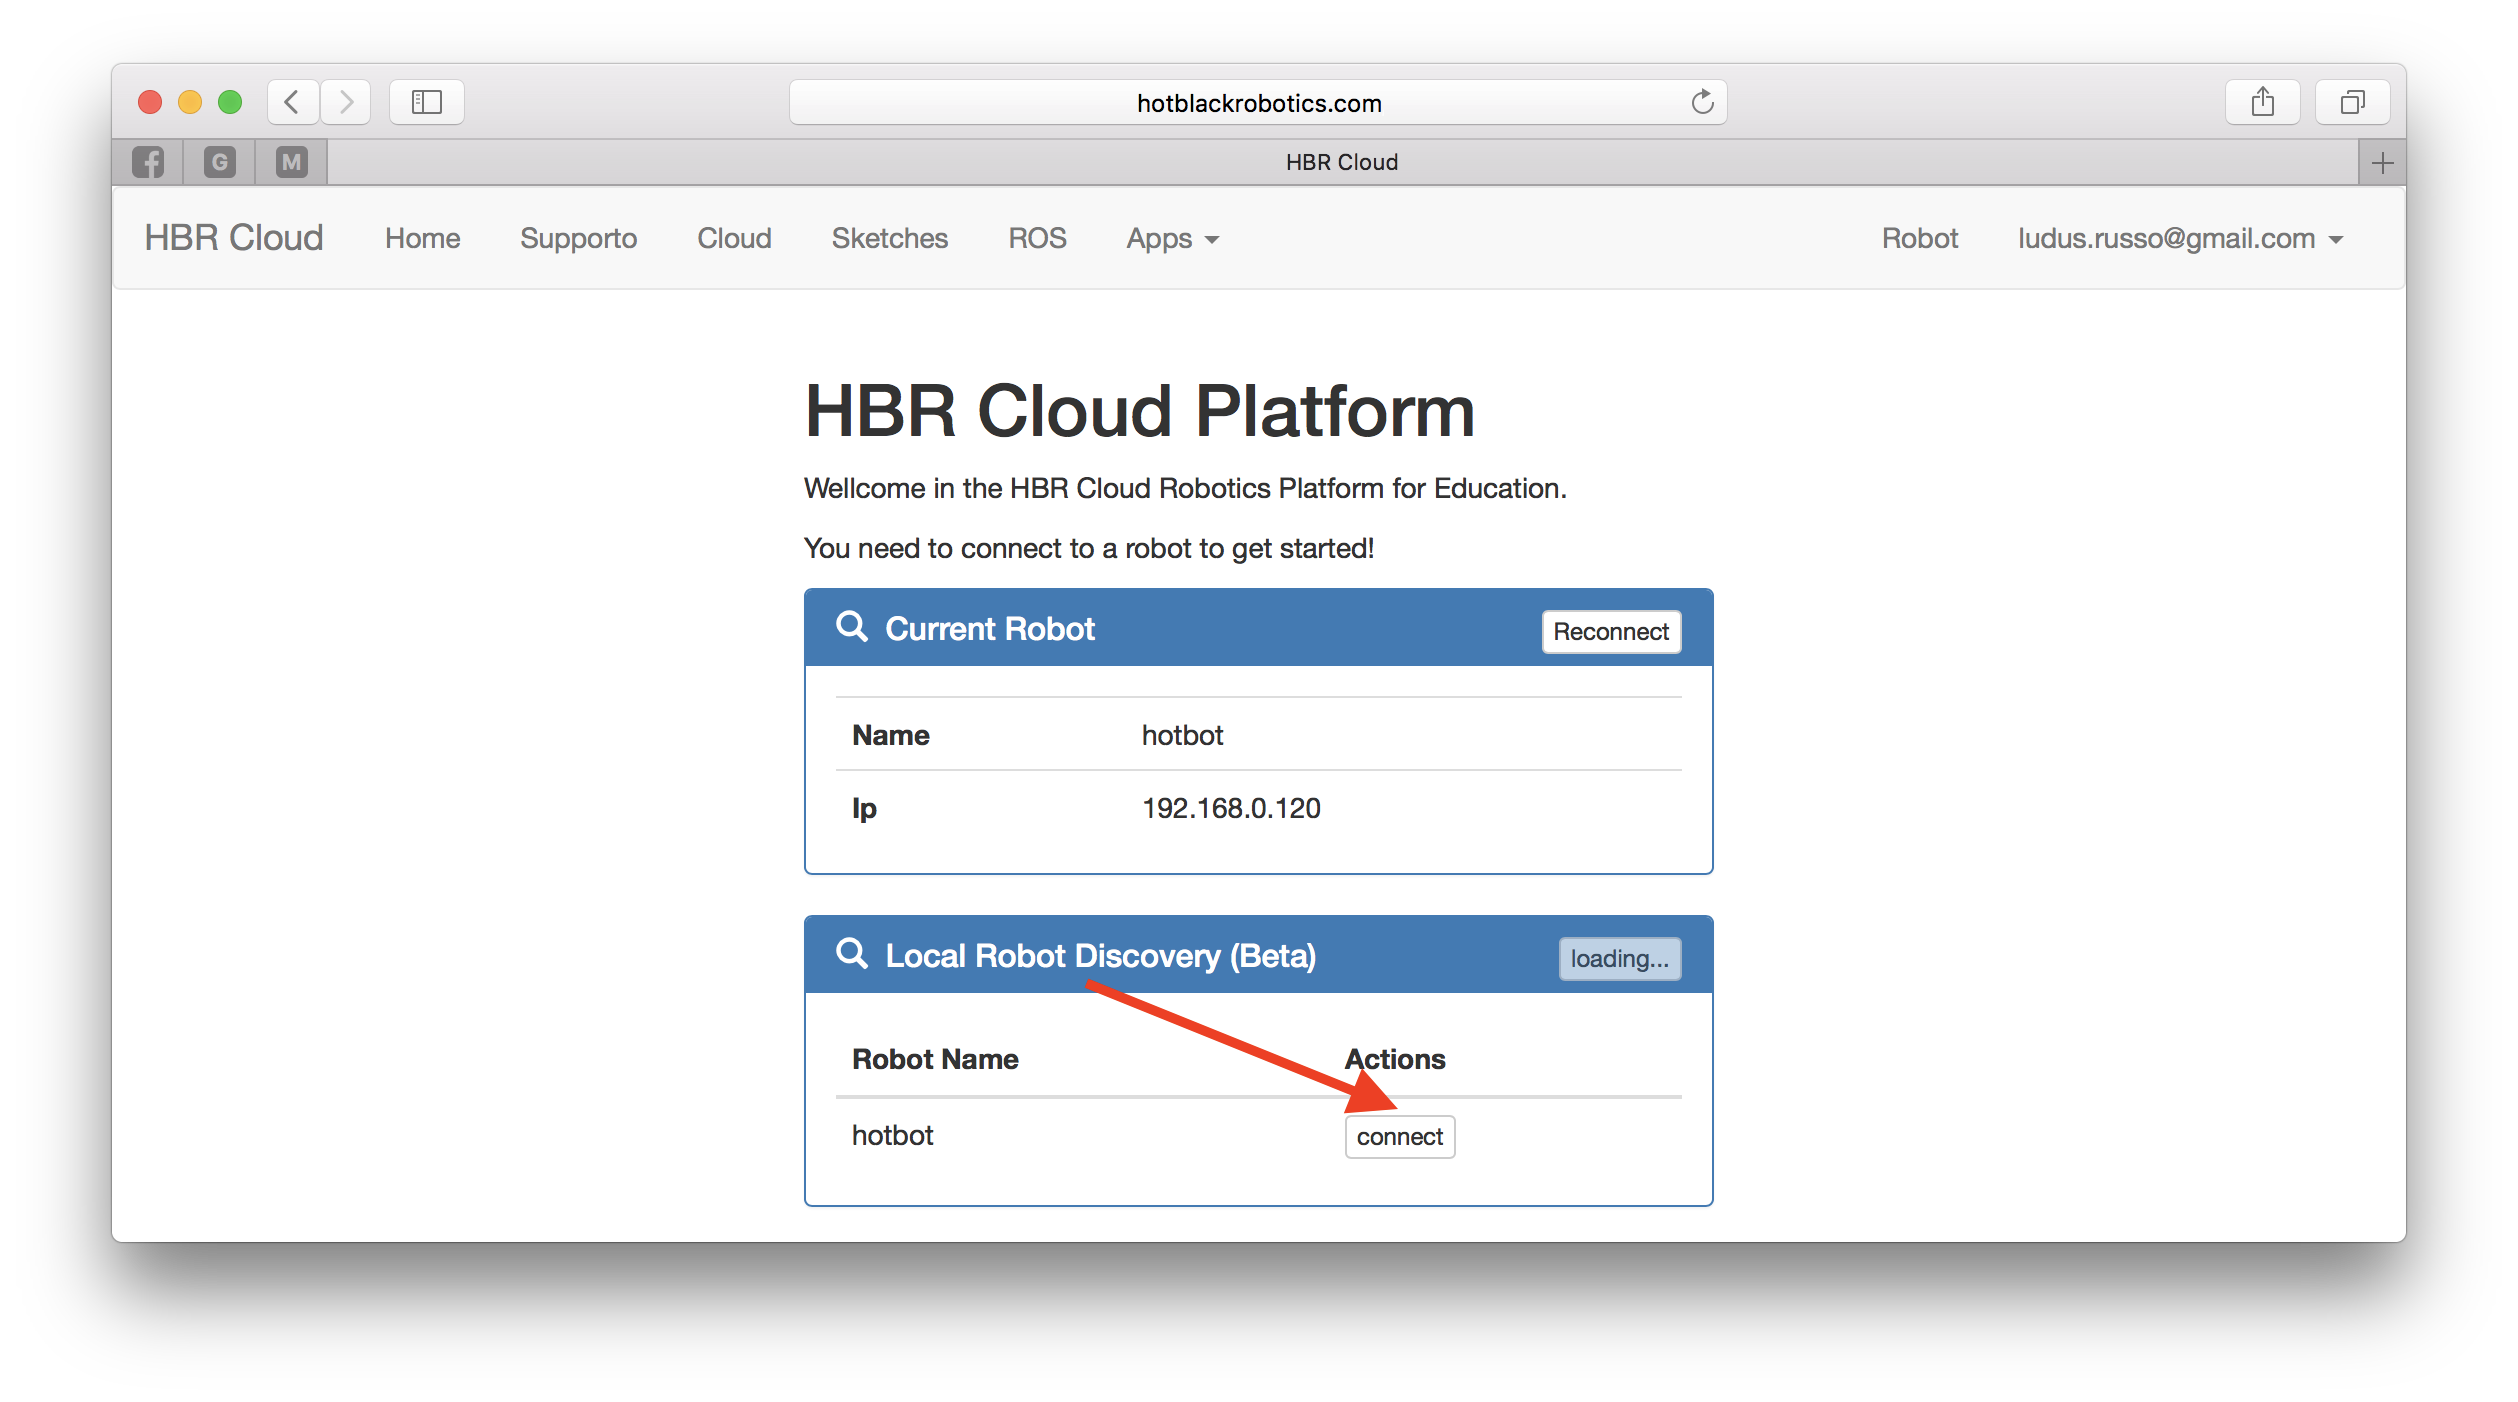 hotblackrobotics.com
G
M
HBR Cloud
HBR Cloud Home Supporto Cloud Sketches ROS Apps Robot ludus.russo@gmail.com
HBR Cloud Platform
Wellcome in the HBR Cloud Robotics Platform for Education.
You need to connect to a robot to get started!
Current Robot Reconnect
Name hotbot
Ip 192.168.0.120
Local Robot Discovery (Beta) loading...
Robot Name Actions
hotbot connect